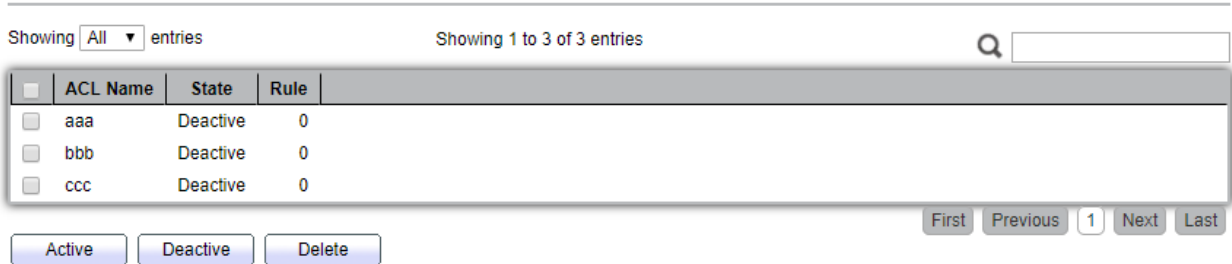 Showing All entries Showing 1 to 3 of 3 entries
ACL Name State Rule
aaa Deactive 0
bbb Deactive 0
ccc Deactive 0
First Previous 1 Next Last
Active Deactive Delete